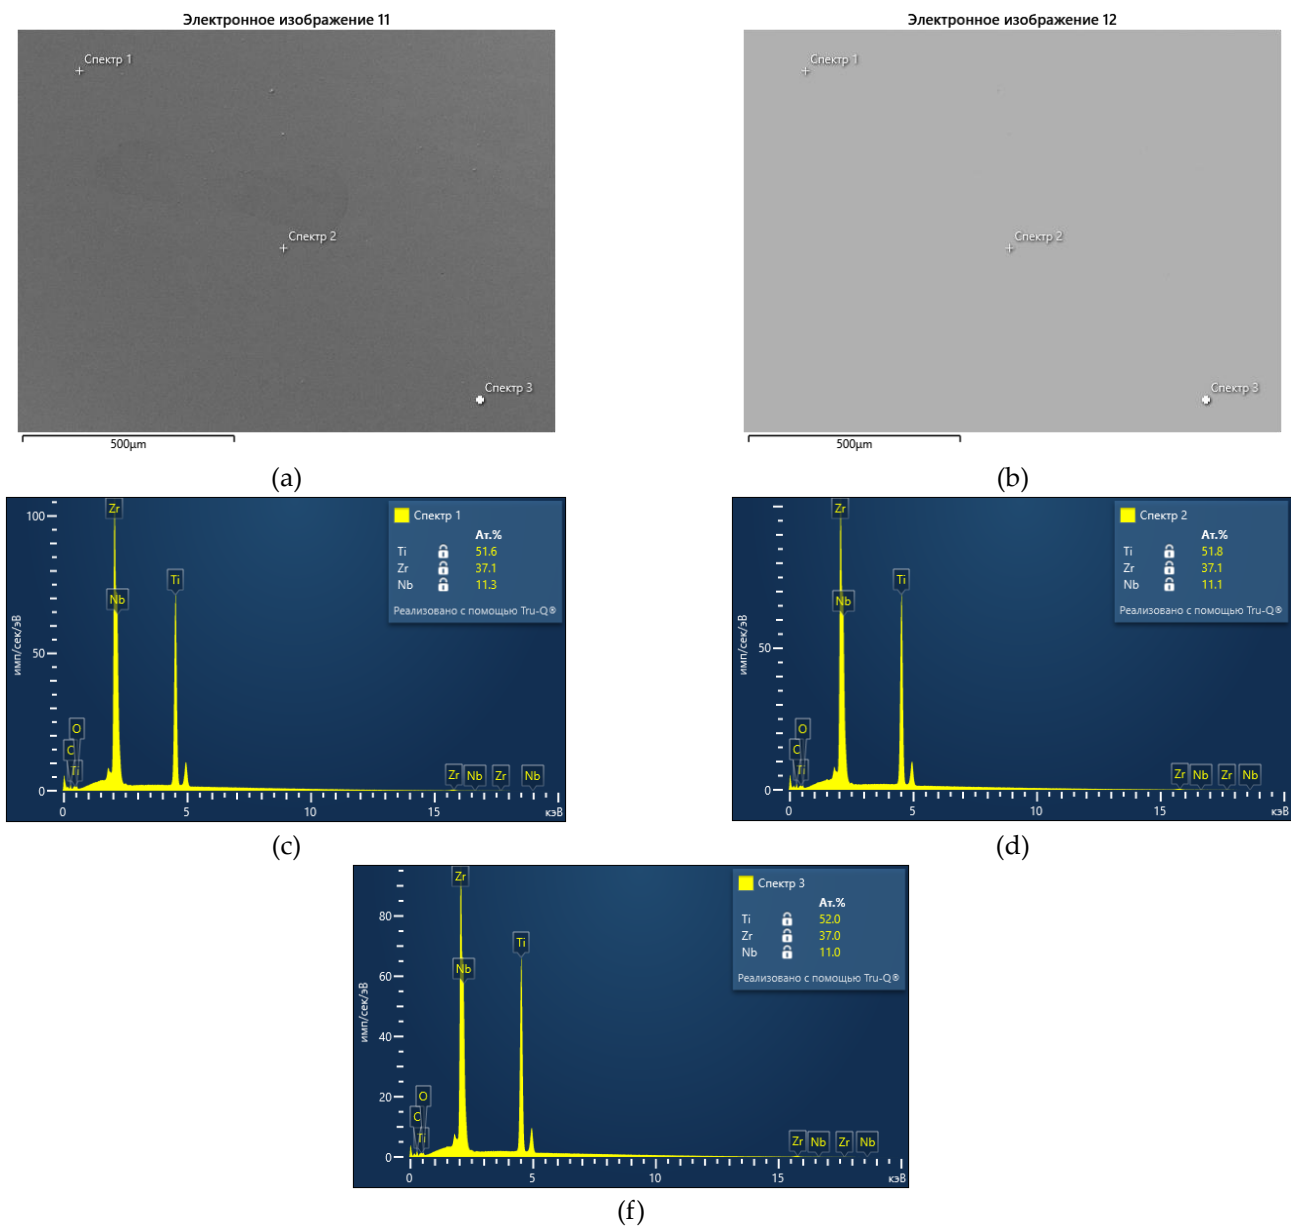 Электронное изображение 11
Спектр 1
Спектр 2
Спектр 3
500μm
(a)
Электронное изображение 12
Спектр 1
Спектр 2
Спектр 3
500μm
(b)
Спектр 1
Ат.%
Ti 51.6
Zr 37.1
Nb 11.3
Реализовано с помощью Tru-Q®
имп/сек/эВ
100
50
0
Zr
Nb
Ti
O
C
Ti
Zr Nb Zr Nb
0 5 10 15 кэВ
(c)
Спектр 2
Ат.%
Ti 51.8
Zr 37.1
Nb 11.1
Реализовано с помощью Tru-Q®
имп/сек/эВ
50
0
Zr
Nb
Ti
O
C
Ti
Zr Nb Zr Nb
0 5 10 15 кэВ
(d)
Спектр 3
Ат.%
Ti 52.0
Zr 37.0
Nb 11.0
Реализовано с помощью Tru-Q®
имп/сек/эВ
80
60
40
20
0
Zr
Nb
Ti
O
C
Ti
Zr Nb Zr Nb
0 5 10 15 кэВ
(f)